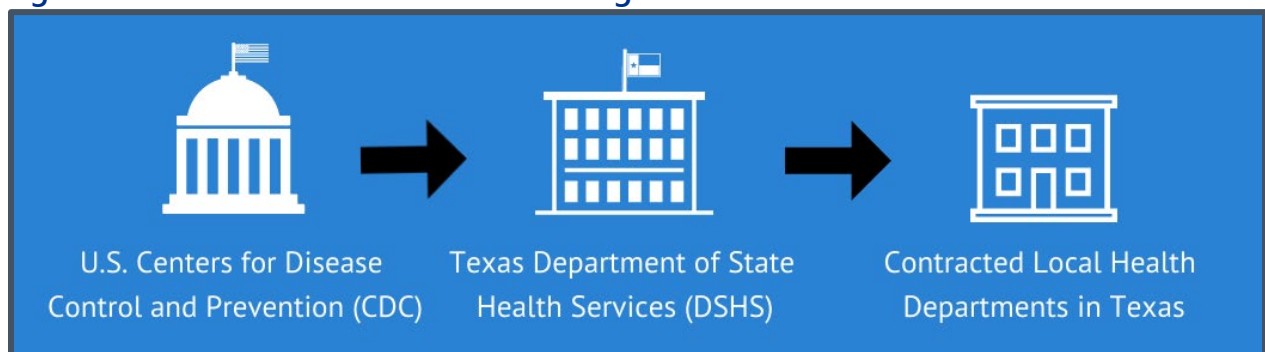 U.S. Centers for Disease
Control and Prevention (CDC)
Texas Department of State
Health Services (DSHS)
Contracted Local Health
Departments in Texas